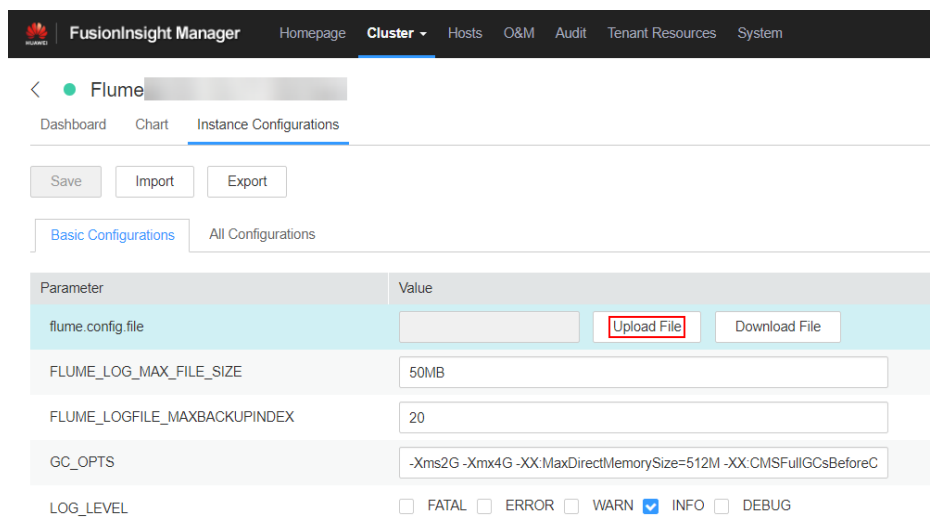 HUAWEI FusionInsight Manager Homepage Cluster Hosts O&M Audit Tenant Resources System
Flume
Dashboard Chart Instance Configurations
Save Import Export
Basic Configurations All Configurations
Parameter Value
flume.config.file Upload File Download File
FLUME_LOG_MAX_FILE_SIZE 50MB
FLUME_LOGFILE_MAXBACKUPINDEX 20
GC_OPTS -Xms2G -Xmx4G -XX:MaxDirectMemorySize=512M -XX:CMSFullGCsBeforeC
LOG_LEVEL FATAL ERROR WARN INFO DEBUG